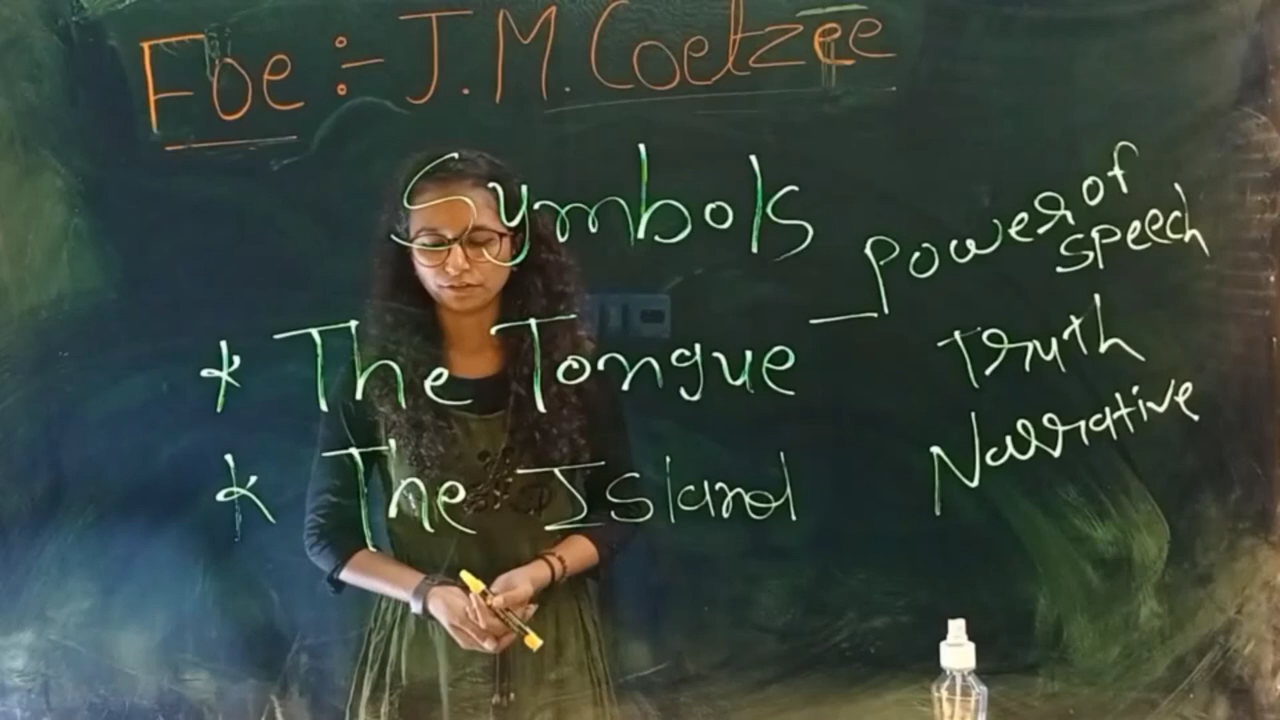 Foe :- J.M. Coetzee
Symbols
* The Tongue
_ power of
speech
Truth
Narrative
* The Island